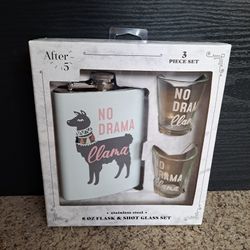 After
5
3
PIECE SET
NO
DRAMA
llama
NO
DRAMA
llama
NO
DRAMA
llama
• stainless steel •
8 OZ FLASK & SHOT GLASS SET